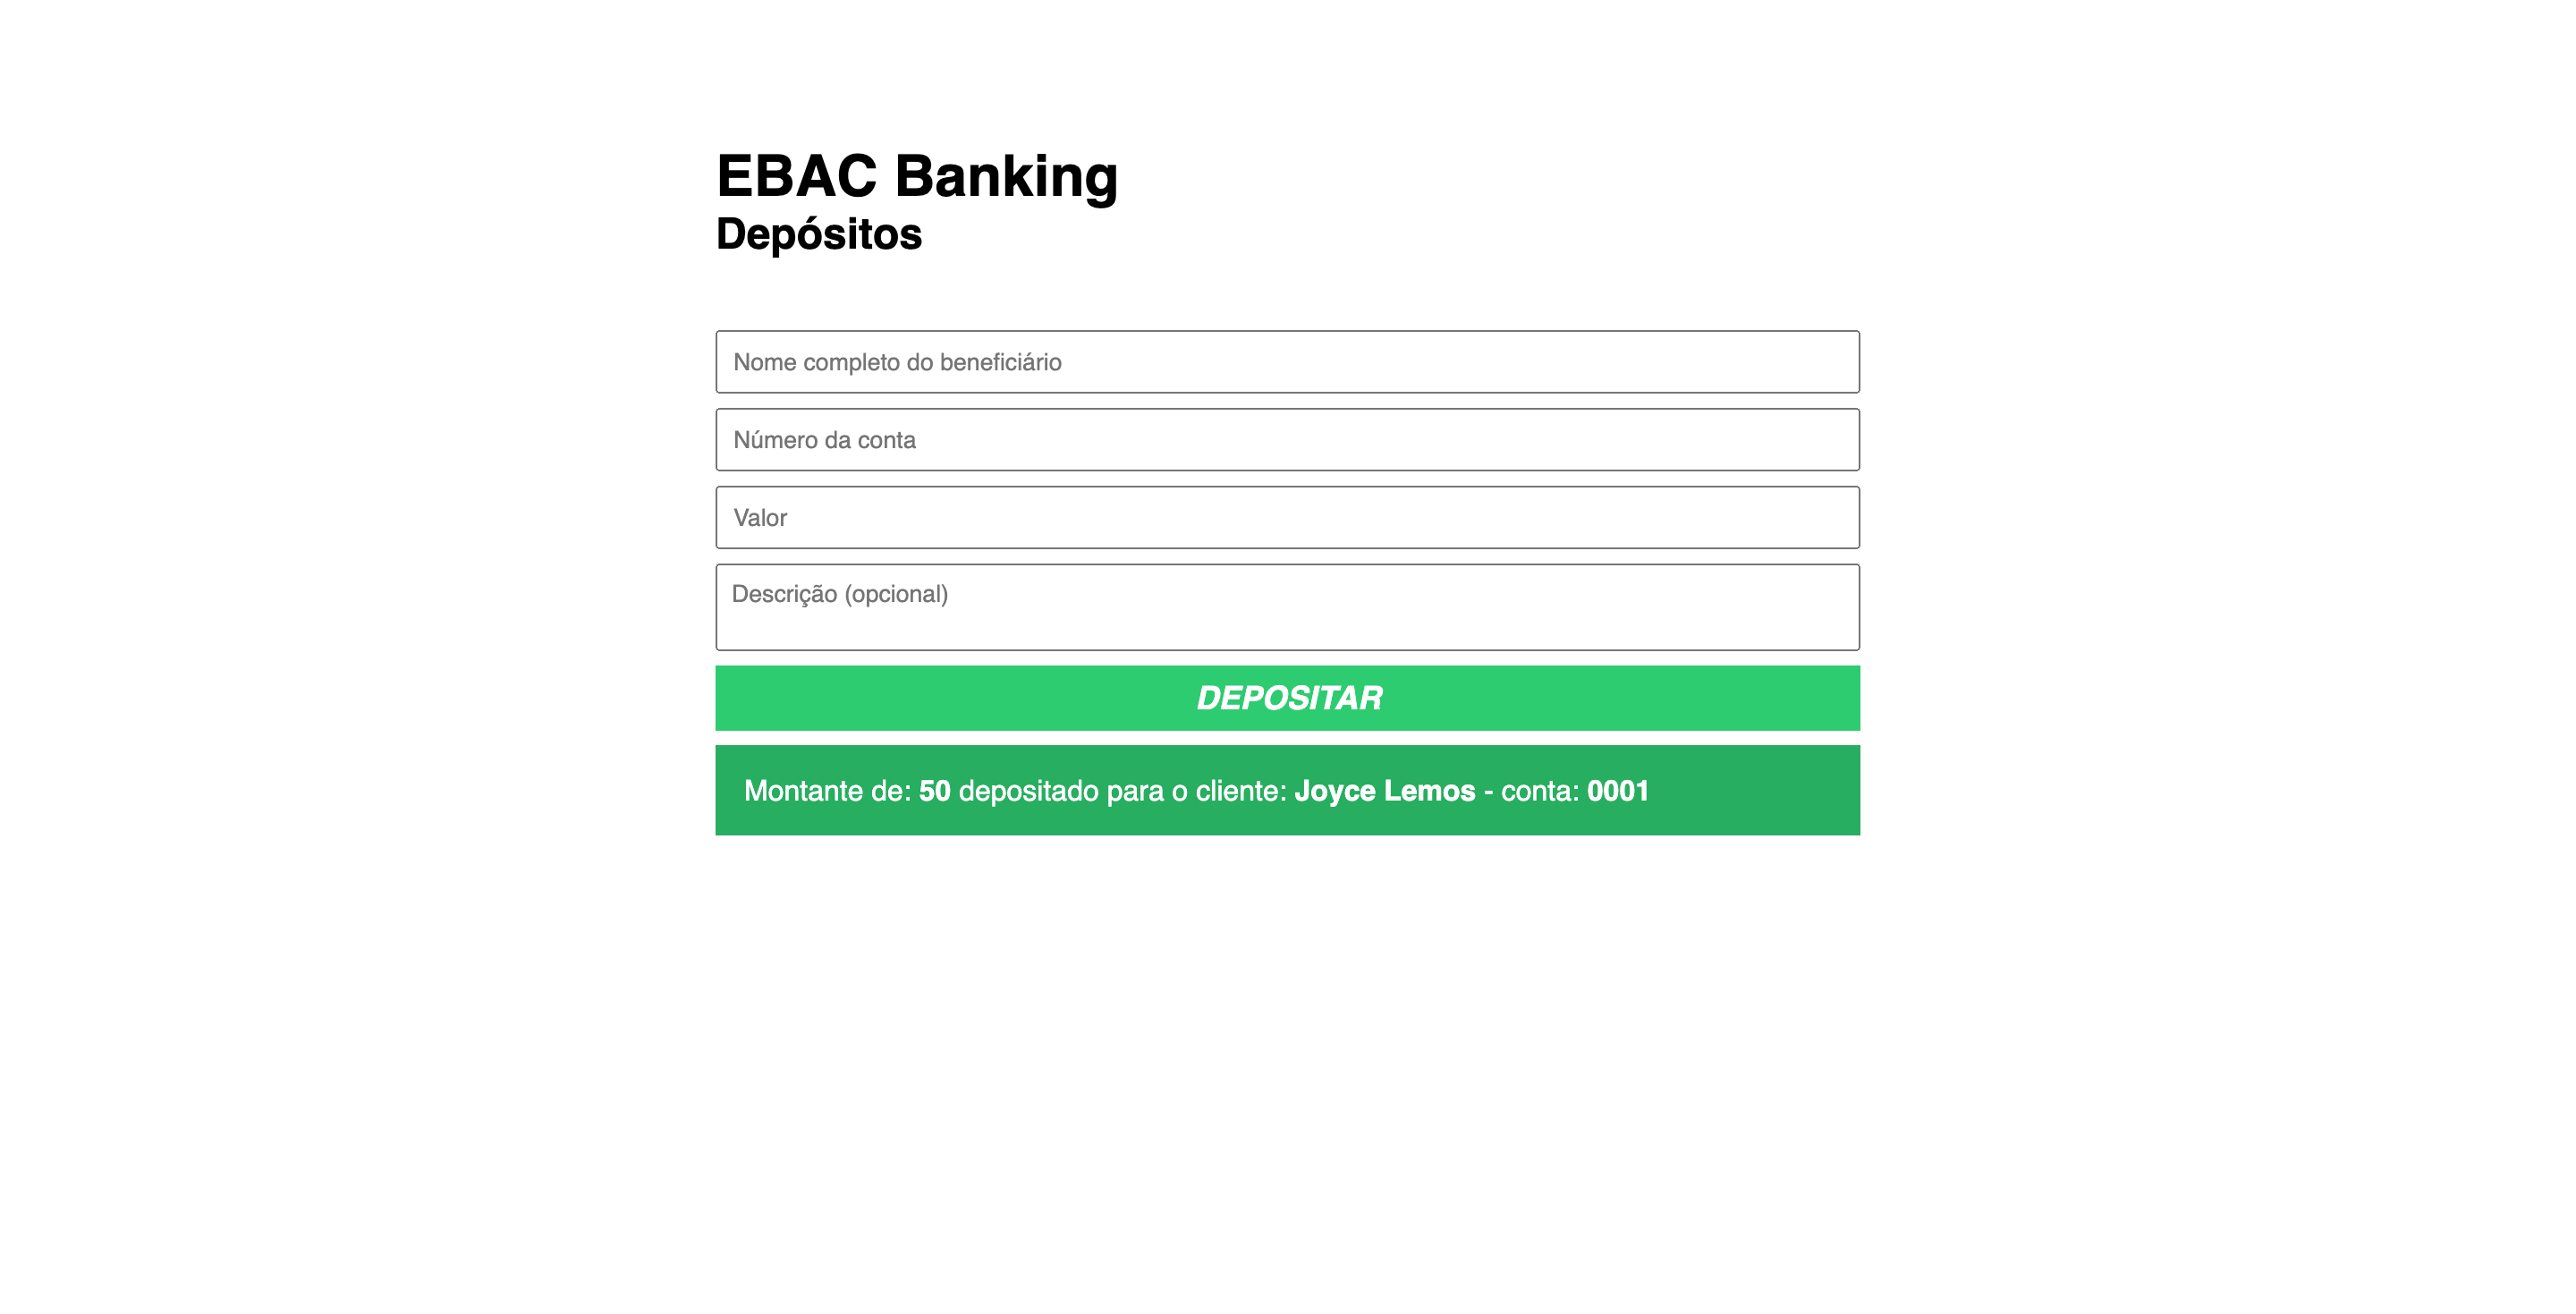 EBAC Banking
Depósitos
Nome completo do beneficiário
Número da conta
Valor
Descrição (opcional)
DEPOSITAR
Montante de: 50 depositado para o cliente: Joyce Lemos - conta: 0001